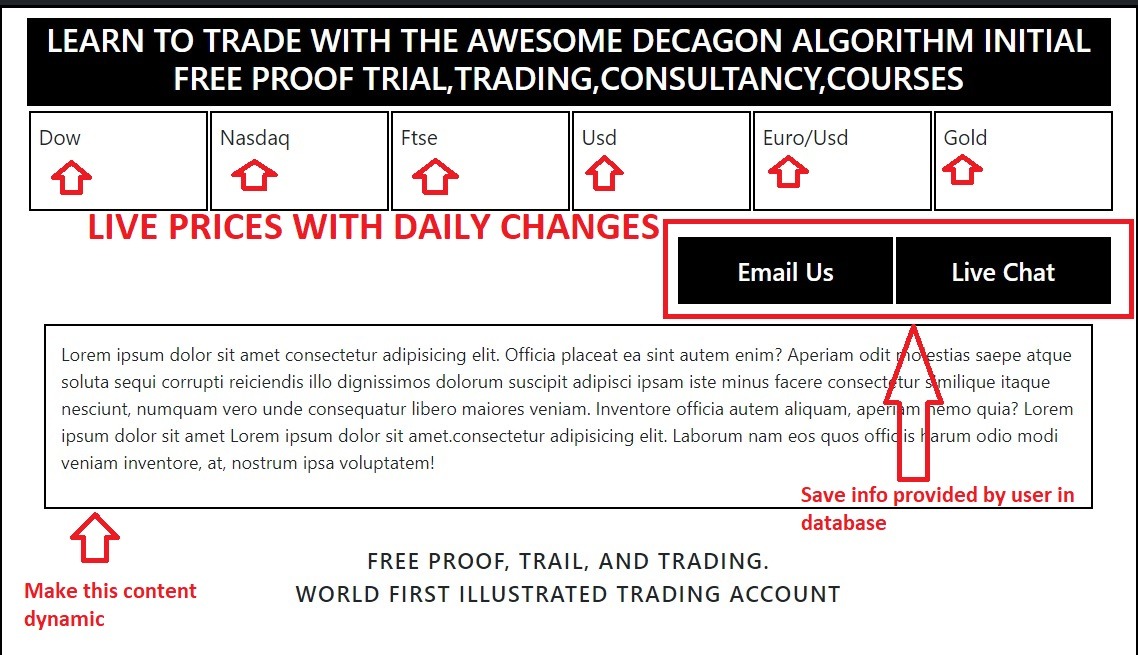 LEARN TO TRADE WITH THE AWESOME DECAGON ALGORITHM INITIAL
FREE PROOF TRIAL,TRADING,CONSULTANCY,COURSES
Dow
Nasdaq
Ftse
Usd
Euro/Usd
Gold
LIVE PRICES WITH DAILY CHANGES
Email Us
Live Chat
Lorem ipsum dolor sit amet consectetur adipisicing elit. Officia placeat ea sint autem enim? Aperiam odit molestias saepe atque
soluta sequi corrupti reiciendis illo dignissimos dolorum suscipit adipisci ipsam iste minus facere consectetur similique itaque
nesciunt, numquam vero unde consequatur libero maiores veniam. Inventore officia autem aliquam, aperiam nemo quia? Lorem
ipsum dolor sit amet Lorem ipsum dolor sit amet.consectetur adipisicing elit. Laborum nam eos quos officiis harum odio modi
veniam inventore, at, nostrum ipsa voluptatem!
Save info provided by user in
database
Make this content
dynamic
FREE PROOF, TRAIL, AND TRADING.
WORLD FIRST ILLUSTRATED TRADING ACCOUNT